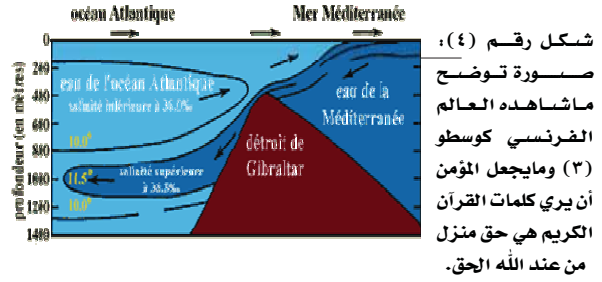 océan Atlantique
Mer Méditerranée
profondeur (en mètres)
0
200
400
600
800
1000
1200
1400
eau de l'océan Atlantique
salinité inférieure à 36.0‰
10.0°
11.5°
10.0°
salinité supérieure
à 36.5‰
détroit de
Gibraltar
eau de la
Méditerranée
شكل رقم (٤):
صورة توضح
ماشاهده العالم
الفرنسي كوسطو
(٣) ومايجعل المؤمن
أن يري كلمات القرآن
الكريم هي حق منزل
من عند الله الحق.